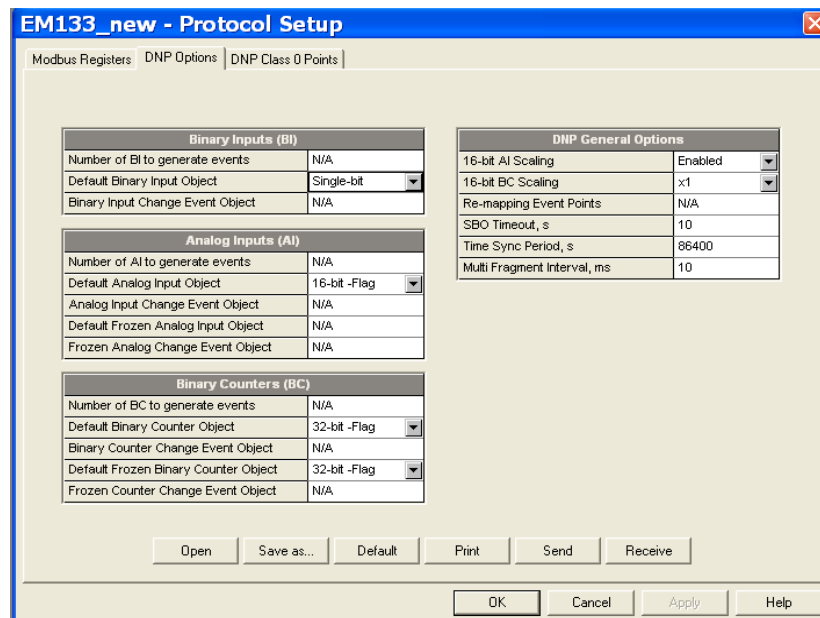 EM133_new - Protocol Setup
Modbus Registers DNP Options DNP Class 0 Points
Binary Inputs (BI)
Number of BI to generate events N/A
Default Binary Input Object Single-bit
Binary Input Change Event Object N/A
Analog Inputs (AI)
Number of AI to generate events N/A
Default Analog Input Object 16-bit -Flag
Analog Input Change Event Object N/A
Default Frozen Analog Input Object N/A
Frozen Analog Change Event Object N/A
Binary Counters (BC)
Number of BC to generate events N/A
Default Binary Counter Object 32-bit -Flag
Binary Counter Change Event Object N/A
Default Frozen Binary Counter Object 32-bit -Flag
Frozen Counter Change Event Object N/A
DNP General Options
16-bit AI Scaling Enabled
16-bit BC Scaling x1
Re-mapping Event Points N/A
SBO Timeout, s 10
Time Sync Period, s 86400
Multi Fragment Interval, ms 10
Open Save as... Default Print Send Receive
OK Cancel Apply Help